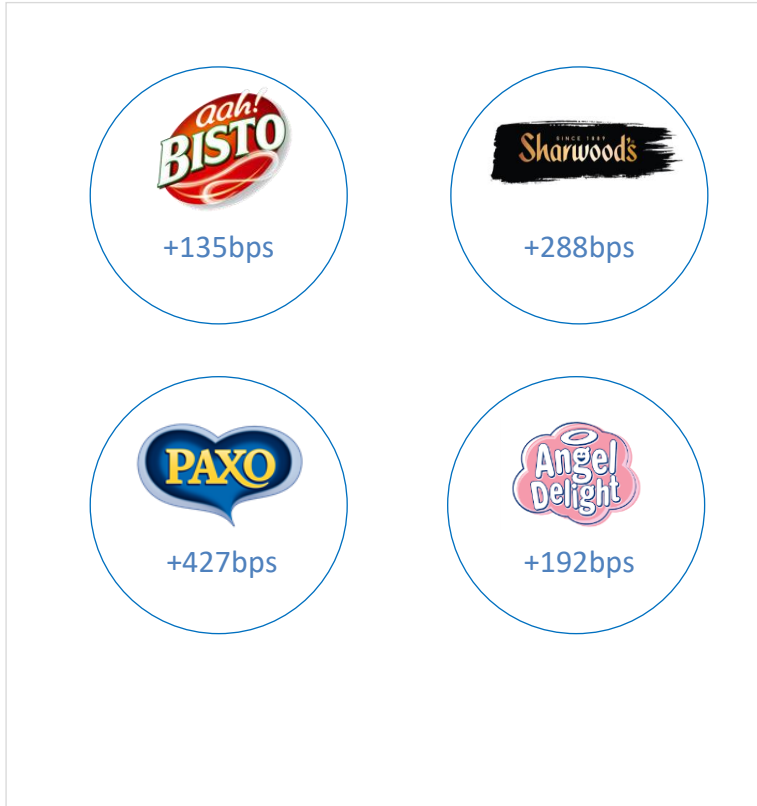 aah!
BISTO
+135bps
SINCE 1889
Sharwood's
+288bps
PAXO
+427bps
Angel
Delight
+192bps